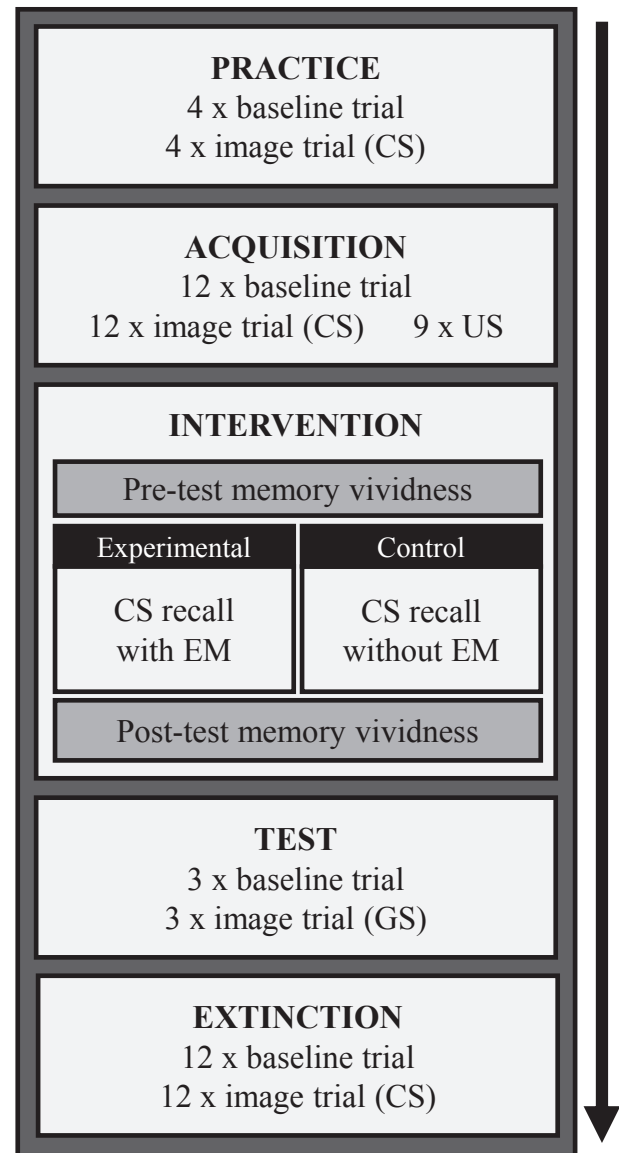 PRACTICE
4 x baseline trial
4 x image trial (CS)
ACQUISITION
12 x baseline trial
12 x image trial (CS) 9 x US
INTERVENTION
Pre-test memory vividness
Experimental
Control
CS recall
with EM
CS recall
without EM
Post-test memory vividness
TEST
3 x baseline trial
3 x image trial (GS)
EXTINCTION
12 x baseline trial
12 x image trial (CS)